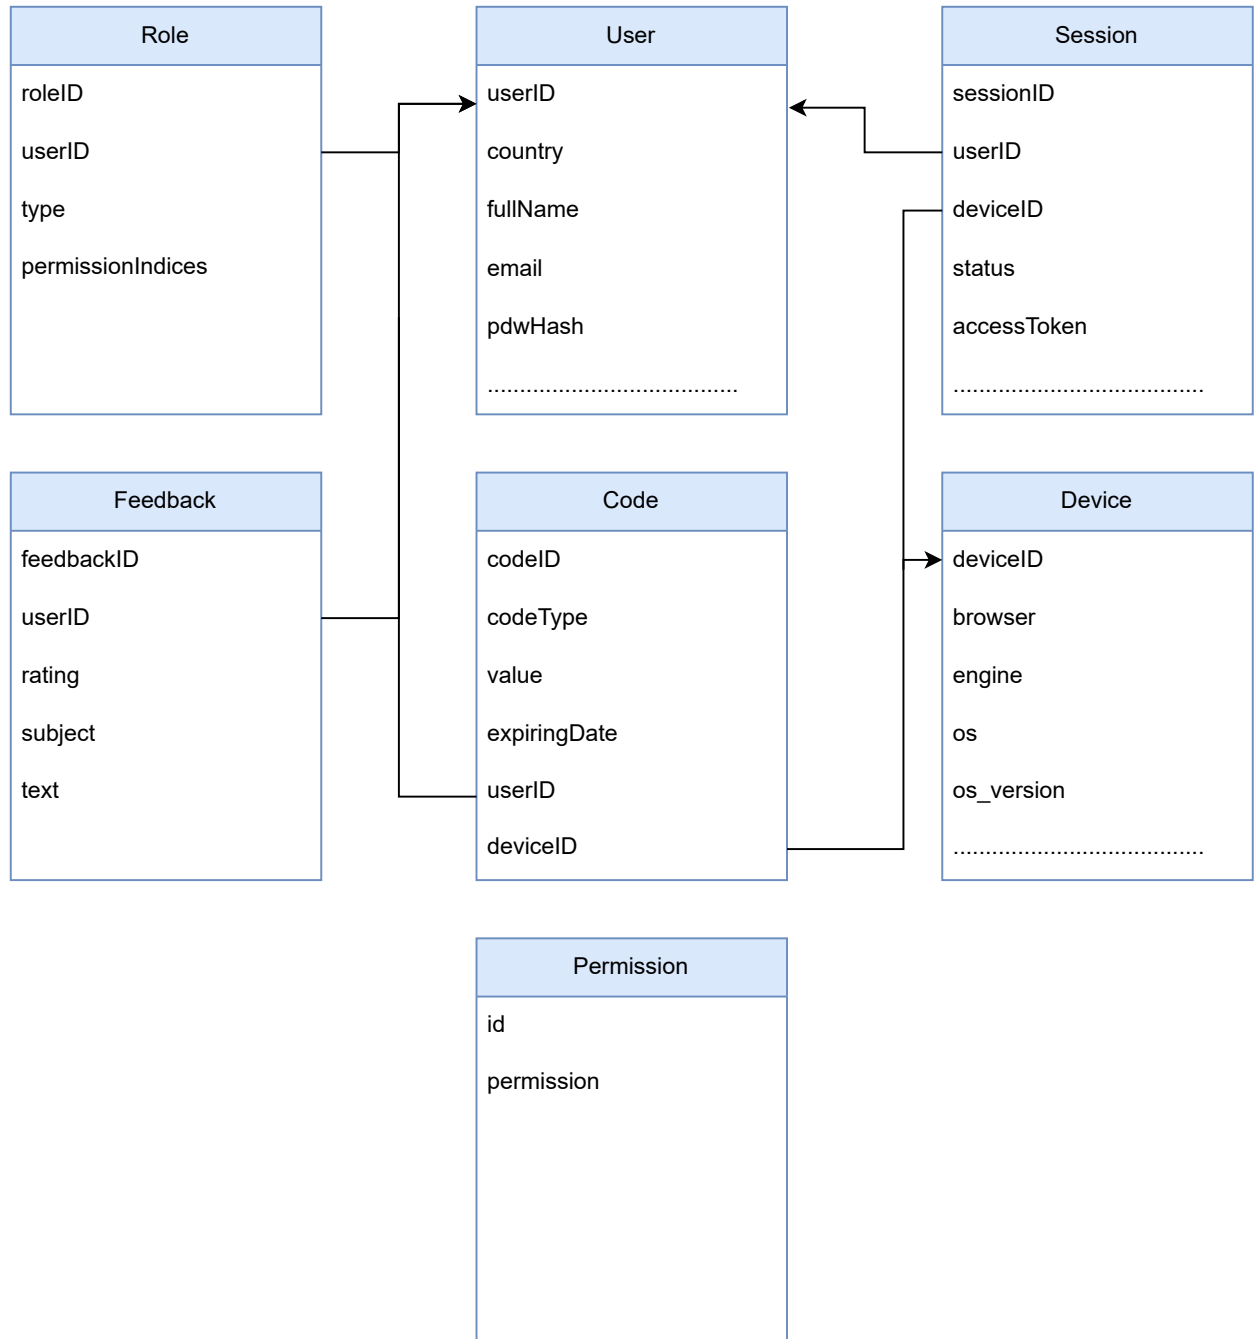 Role
roleID
userID
type
permissionIndices
User
userID
country
fullName
email
pdwHash
.......................................
Session
sessionID
userID
deviceID
status
accessToken
.......................................
Feedback
feedbackID
userID
rating
subject
text
Code
codeID
codeType
value
expiringDate
userID
deviceID
Device
deviceID
browser
engine
os
os_version
.......................................
Permission
id
permission